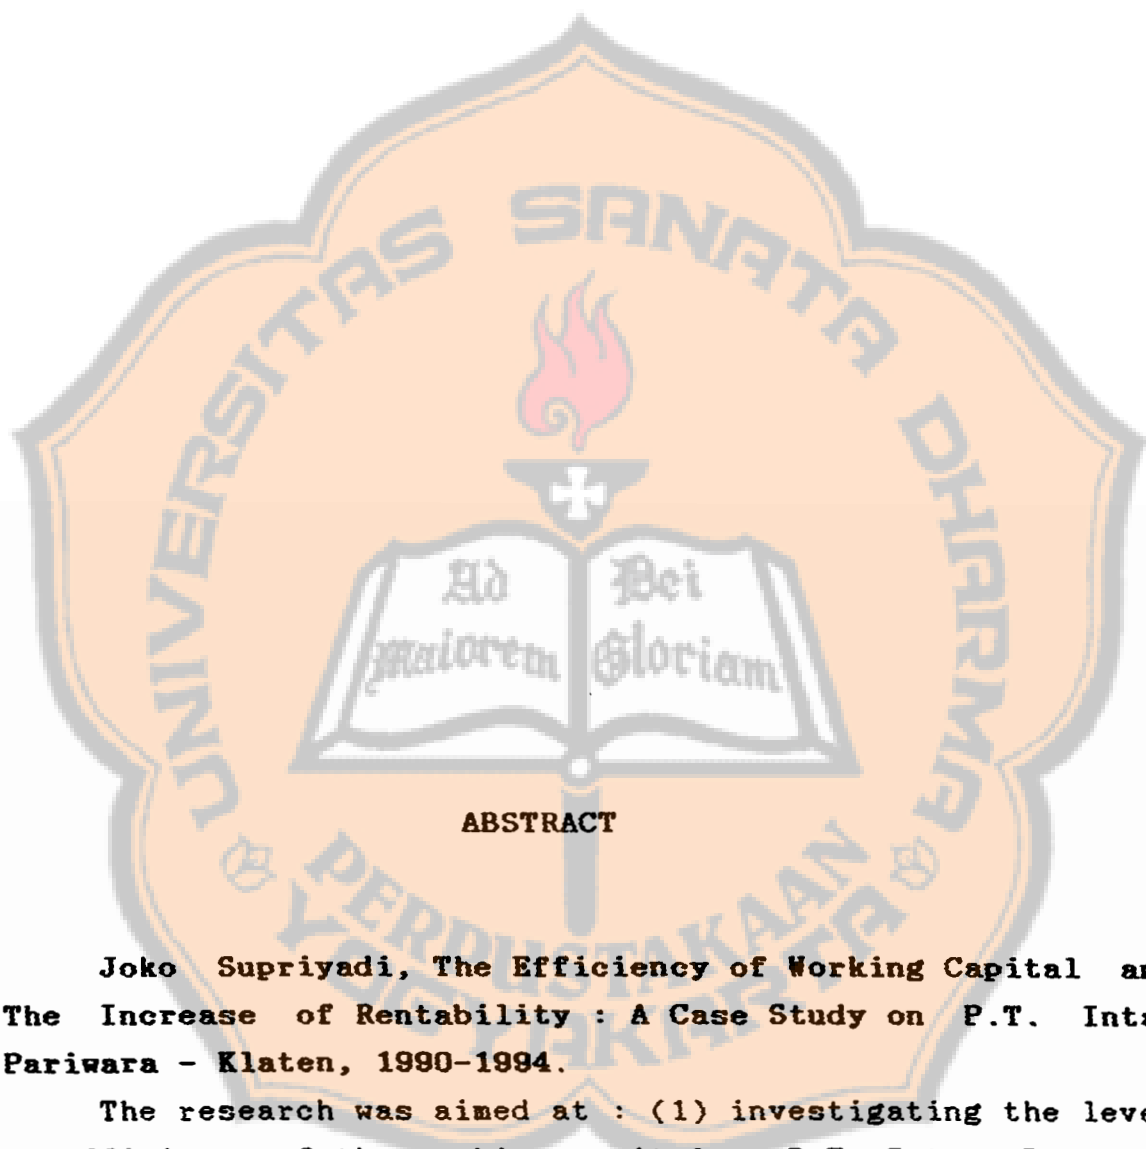 UNIVERSITAS SANATA DHARMA
Ad Dei
maiorem Gloriam
ABSTRACT
PERPUSTAKAAN
YOGYAKARTA
Joko Supriyadi, The Efficiency of Working Capital
The Increase of Rentability : A Case Study on P.T.
Pariwara - Klaten, 1990-1994.
The research was aimed at : (1) investigating the